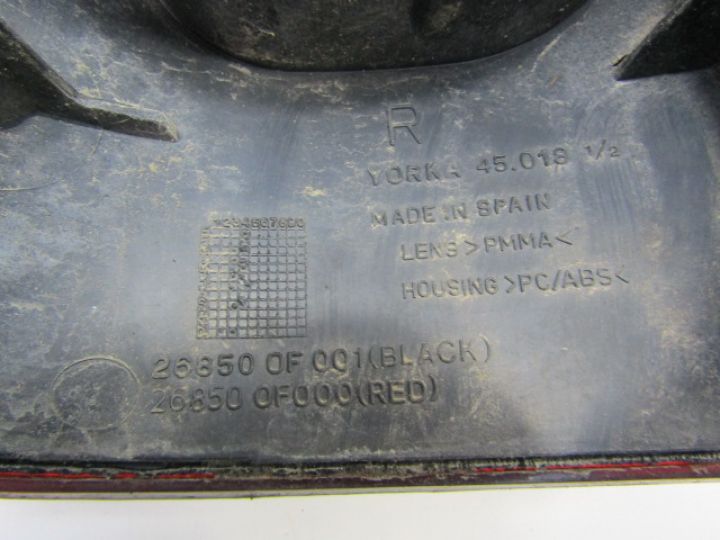 R
YORKA 45.018 1/2
MADE IN SPAIN
LENS >PMMA<
HOUSING >PC/ABS<
26850 0F 001(BLACK)
26850 0F000(RED)